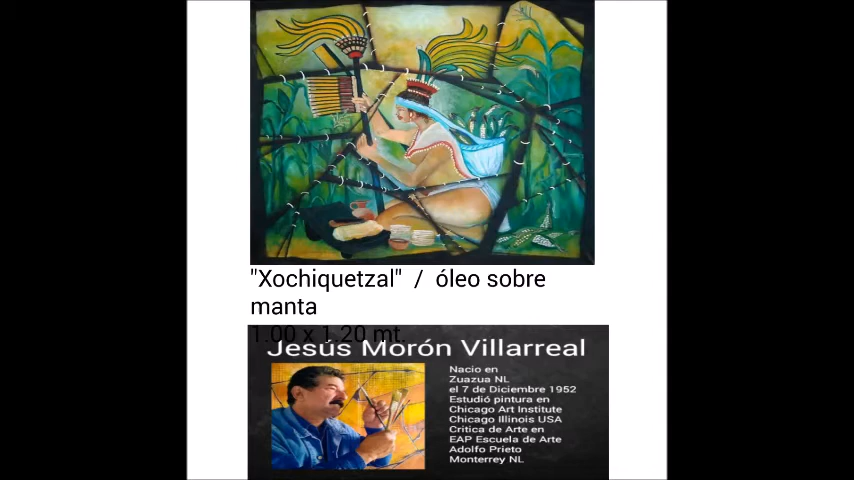 "Xochiquetzal" / óleo sobre
manta
1.00 x 1.20 mt.
Jesús Morón Villarreal
Nacio en
Zuazua NL
el 7 de Diciembre 1952
Estudió pintura en
Chicago Art Institute
Chicago Illinois USA
Critica de Arte en
EAP Escuela de Arte
Adolfo Prieto
Monterrey NL